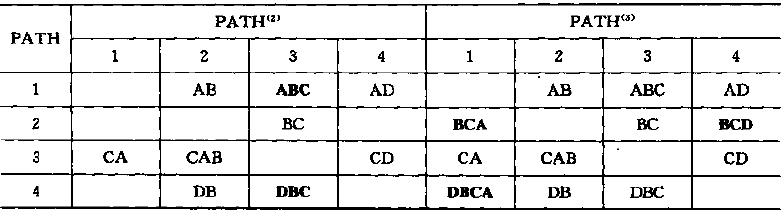 PATH PATH⁽²⁾ PATH⁽³⁾
1 2 3 4 1 2 3 4
1 AB ABC AD AB ABC AD
2 BC BCA BC BCD
3 CA CAB CD CA CAB CD
4 DB DBC DBCA DB DBC